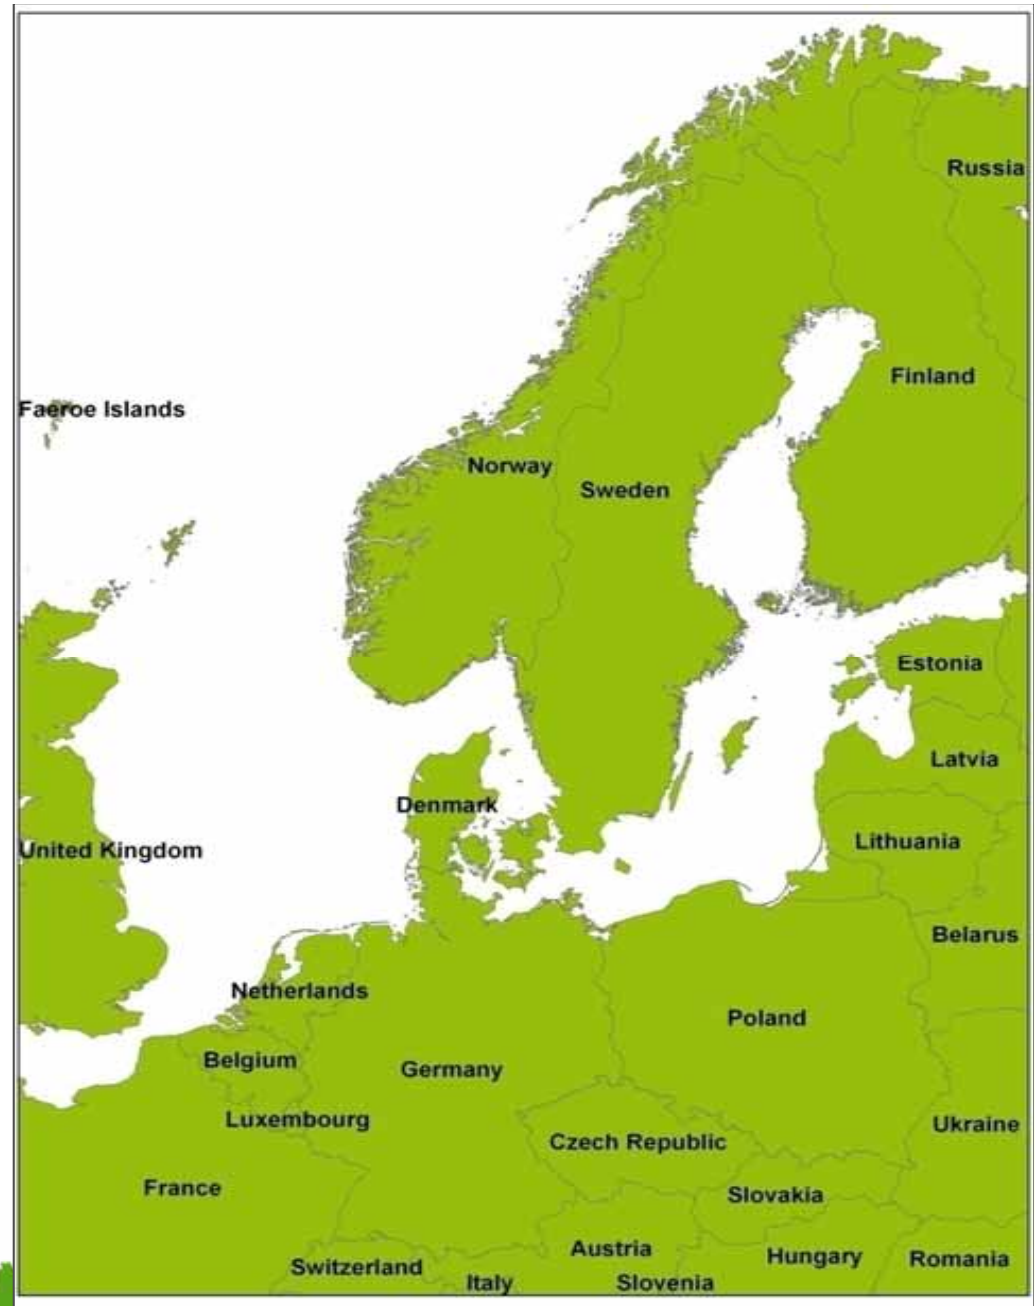 Russia
Finland
Faeroe Islands
Norway
Sweden
Estonia
Latvia
Denmark
Lithuania
United Kingdom
Belarus
Netherlands
Poland
Belgium
Germany
Luxembourg
Ukraine
Czech Republic
France
Slovakia
Austria
Hungary
Romania
Switzerland
Italy
Slovenia